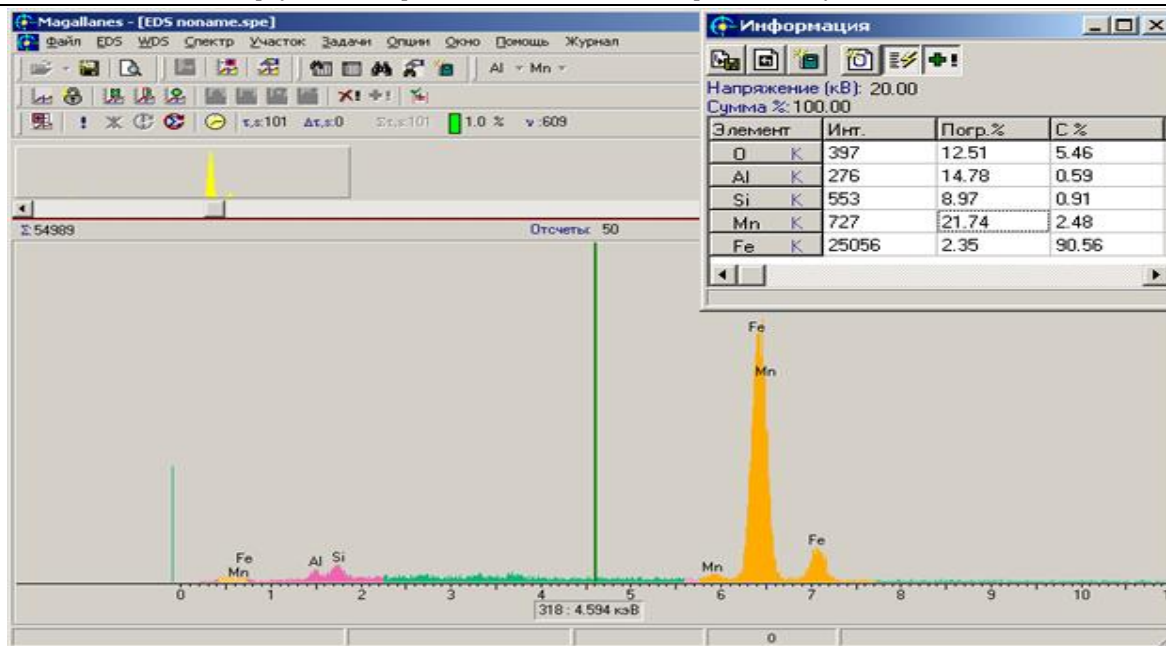 Magallanes - [EDS noname.spe]
Файл EDS WDS Спектр Участок Задачи Опции Окно Помощь Журнал
Al Mn
τ,s:101 Δτ,s:0 Στ,s:101 1.0 % ν:609
Σ:54989 Отсчеты: 50
Информация
Напряжение (кВ): 20.00
Сумма %: 100.00
Элемент Инт. Погр.% C %
O K 397 12.51 5.46
Al K 276 14.78 0.59
Si K 553 8.97 0.91
Mn K 727 21.74 2.48
Fe K 25056 2.35 90.56
Fe
Mn
Fe
Mn
Al Si
Mn
Fe
0 1 2 3 4 5 6 7 8 9 10
318 : 4.594 кэВ
0